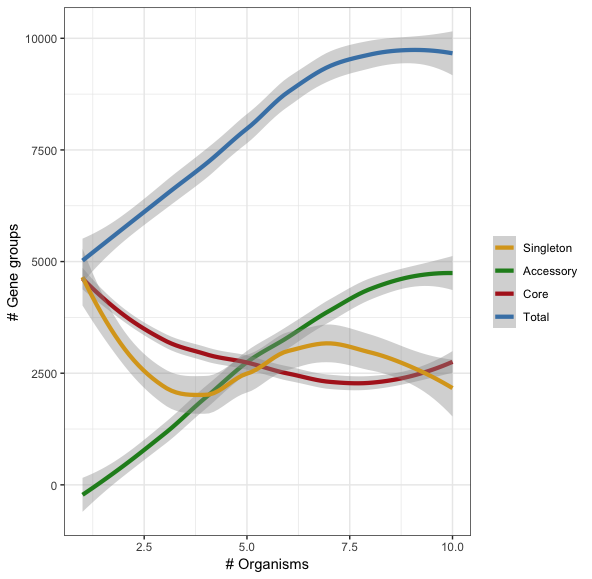 # Gene groups
10000
7500
5000
2500
0
2.5 5.0 7.5 10.0
# Organisms
Singleton
Accessory
Core
Total